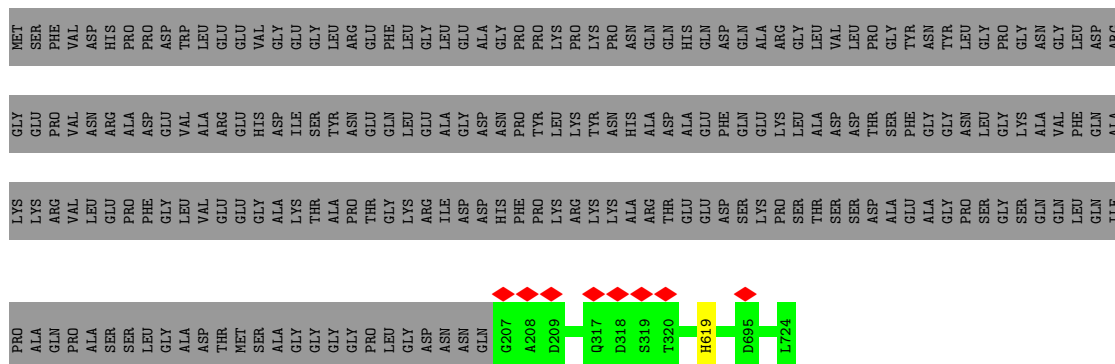 MET SER PHE VAL ASP HIS PRO PRO ASP TRP LEU GLU GLU VAL GLY GLU GLY LEU ARG GLU PHE LEU GLY LEU GLU ALA GLY PRO PRO LYS PRO LYS PRO ASN GLN GLN HIS GLN ASP GLN ALA ARG GLY LEU VAL LEU PRO GLY TYR ASN TYR LEU GLY PRO GLY ASN GLY LEU ASP ARG
GLY GLU PRO VAL ASN ARG ALA ASP GLU VAL ALA ARG GLU HIS ASP ILE SER TYR ASN GLU GLN LEU GLU ALA GLY ASP ASN PRO TYR LEU LYS TYR ASN HIS ALA ASP ALA GLU PHE GLN GLU LYS LEU ALA ASP ASP THR SER PHE GLY GLY ASN LEU GLY LYS ALA VAL PHE GLN ALA
LYS LYS ARG VAL LEU GLU PRO PHE GLY LEU VAL GLU GLU GLY ALA LYS THR ALA PRO THR GLY LYS ARG ILE ASP ASP HIS PHE PRO LYS ARG LYS LYS ALA ARG THR GLU GLU ASP SER LYS PRO SER THR SER SER ASP ALA GLU ALA GLY PRO SER GLY SER GLN GLN LEU GLN ILE
PRO ALA GLN PRO ALA SER SER LEU GLY ALA ASP THR MET SER ALA GLY GLY GLY GLY PRO LEU GLY ASP ASN ASN GLN G207 A208 D209 Q317 D318 S319 T320 H619 D695 L724